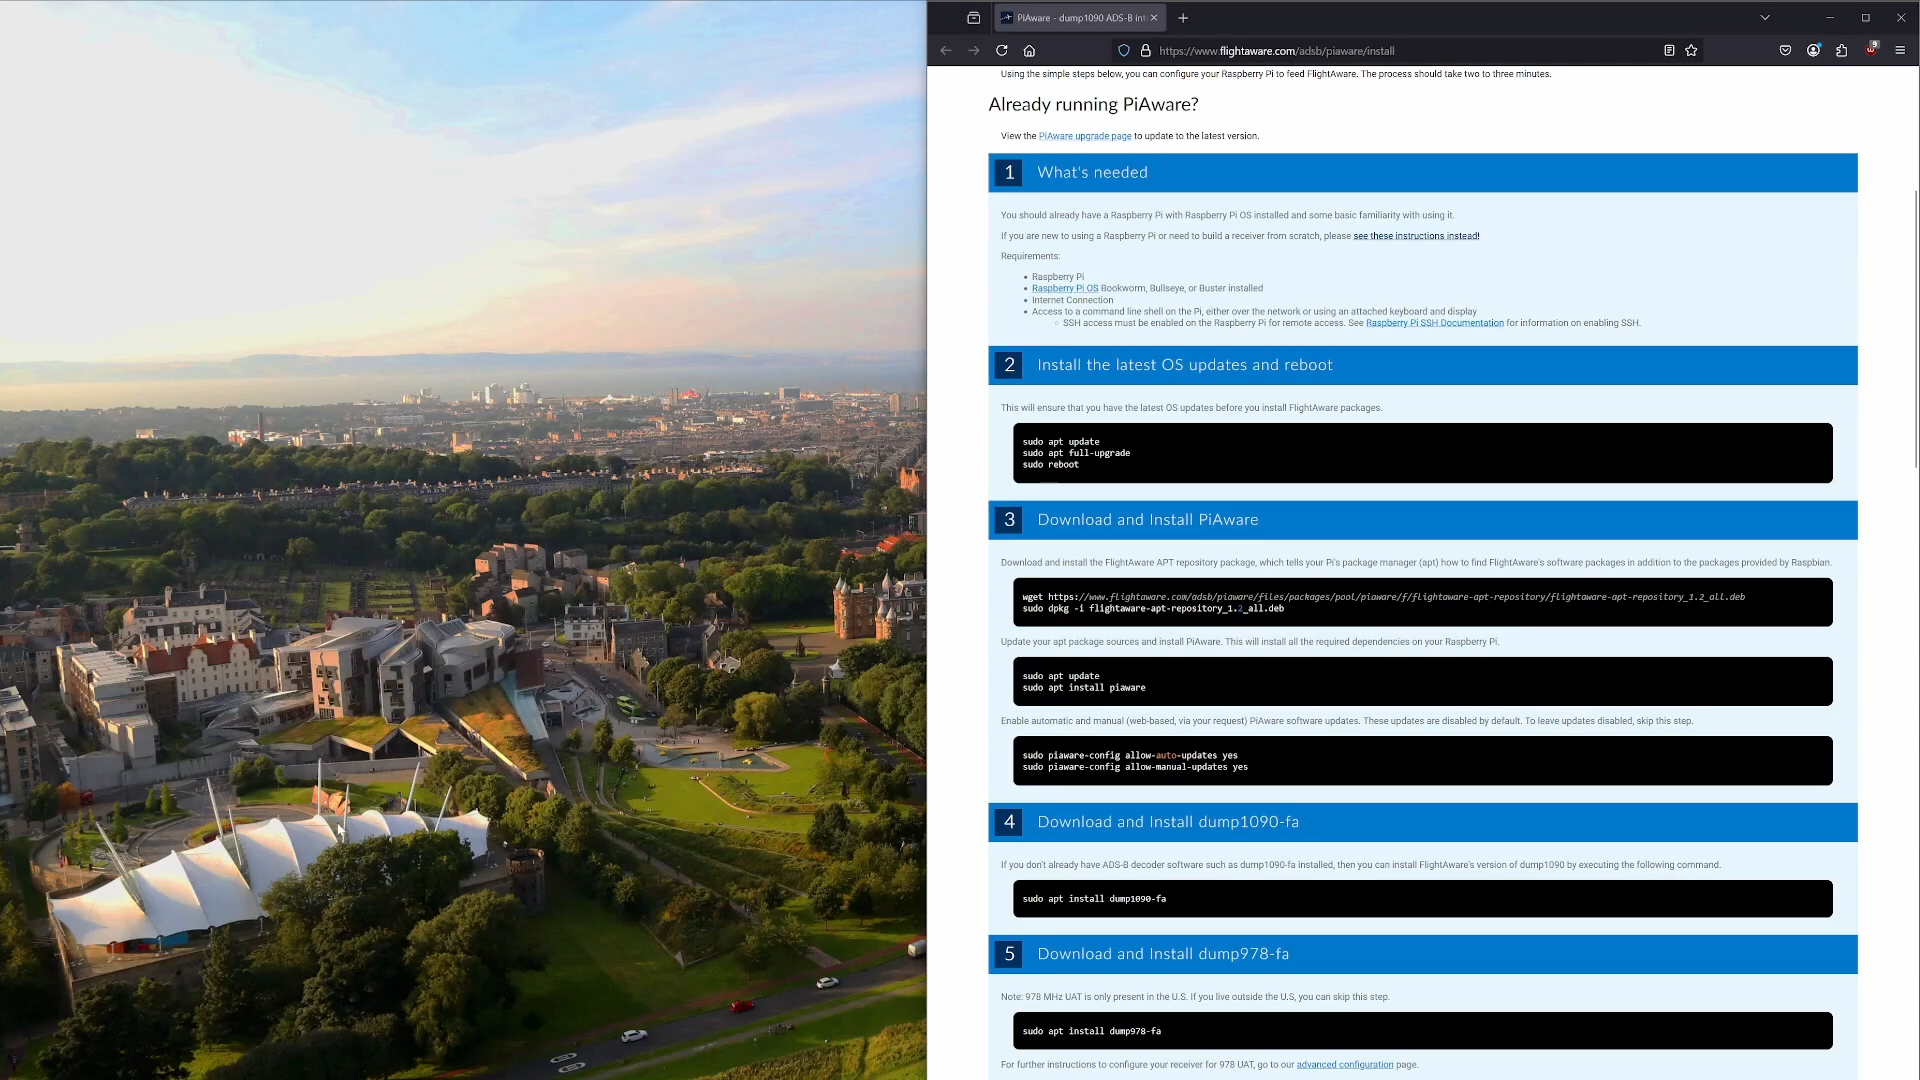 PiAware - dump1090 ADS-B int
https://www.flightaware.com/adsb/piaware/install
9
Using the simple steps below, you can configure your Raspberry Pi to feed FlightAware. The process should take two to three minutes.
Already running PiAware?
View the PiAware upgrade page to update to the latest version.
1 What's needed
You should already have a Raspberry Pi with Raspberry Pi OS installed and some basic familiarity with using it.
If you are new to using a Raspberry Pi or need to build a receiver from scratch, please see these instructions instead!
Requirements:
Raspberry Pi
Raspberry Pi OS Bookworm, Bullseye, or Buster installed
Internet Connection
Access to a command line shell on the Pi, either over the network or using an attached keyboard and display
SSH access must be enabled on the Raspberry Pi for remote access. See Raspberry Pi SSH Documentation for information on enabling SSH.
2 Install the latest OS updates and reboot
This will ensure that you have the latest OS updates before you install FlightAware packages.
sudo apt update
sudo apt full-upgrade
sudo reboot
3 Download and Install PiAware
Download and install the FlightAware APT repository package, which tells your Pi's package manager (apt) how to find FlightAware's software packages in addition to the packages provided by Raspbian.
wget https://www.flightaware.com/adsb/piaware/files/packages/pool/piaware/f/flightaware-apt-repository/flightaware-apt-repository_1.2_all.deb
sudo dpkg -i flightaware-apt-repository_1.2_all.deb
Update your apt package sources and install PiAware. This will install all the required dependencies on your Raspberry Pi.
sudo apt update
sudo apt install piaware
Enable automatic and manual (web-based, via your request) PiAware software updates. These updates are disabled by default. To leave updates disabled, skip this step.
sudo piaware-config allow-auto-updates yes
sudo piaware-config allow-manual-updates yes
4 Download and Install dump1090-fa
If you don't already have ADS-B decoder software such as dump1090-fa installed, then you can install FlightAware's version of dump1090 by executing the following command.
sudo apt install dump1090-fa
5 Download and Install dump978-fa
Note: 978 MHz UAT is only present in the U.S. If you live outside the U.S, you can skip this step.
sudo apt install dump978-fa
For further instructions to configure your receiver for 978 UAT, go to our advanced configuration page.